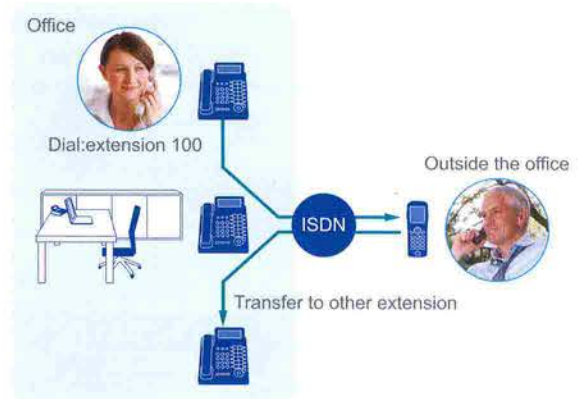 Office
Dial:extension 100
Outside the office
ISDN
Transfer to other extension